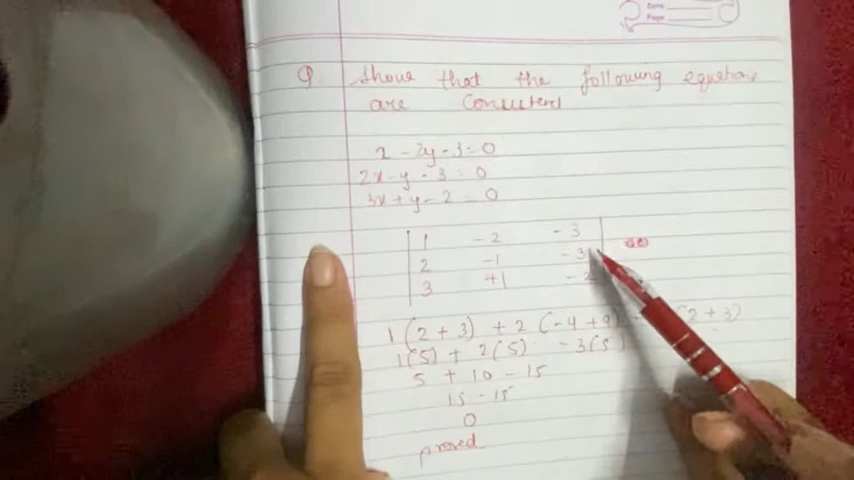 Date
Page
Q. Show that the following equations
are Consistent
x - 2y - 3 = 0
2x - y - 3 = 0
3x + y - 2 = 0
1 - 2 - 3
2 - 1 - 3
3 + 1 - 2
1 (2 + 3) + 2 (-4 + 9) (2 + 3)
1(5) + 2(5) - 3(5)
5 + 10 - 15
15 - 15
0
proved